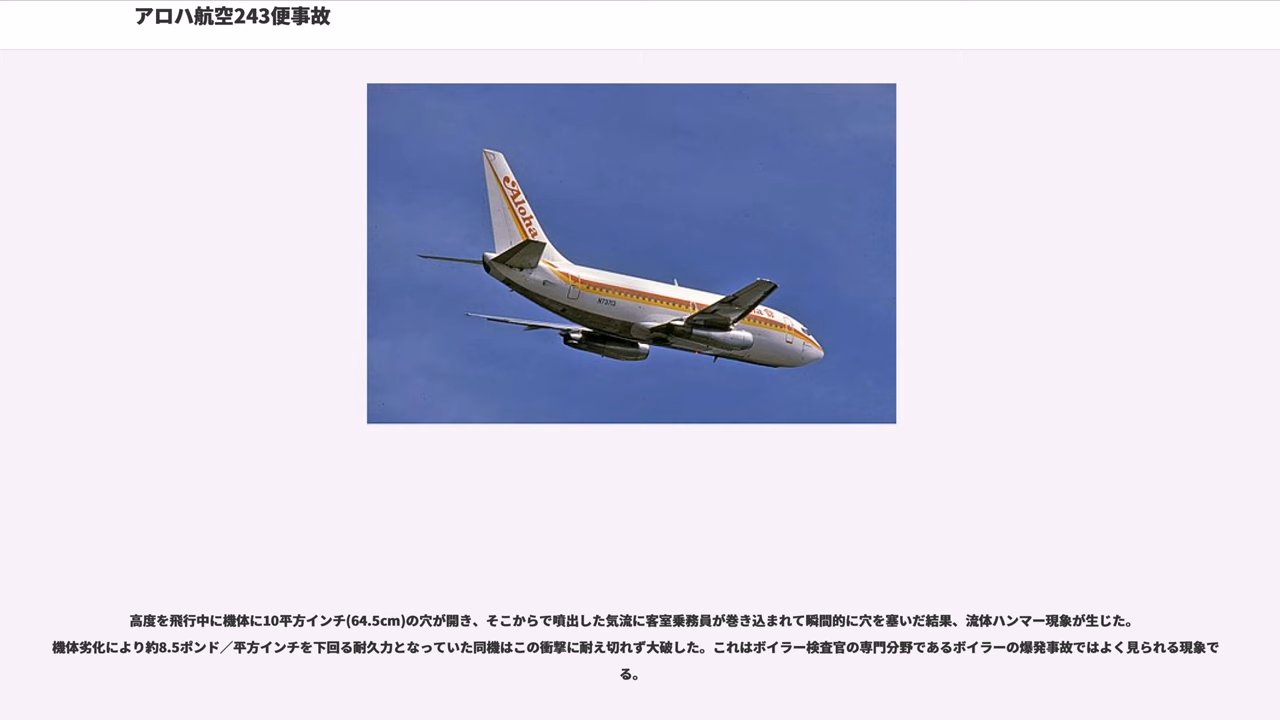 アロハ航空243便事故
Aloha
N73713
高度を飛行中に機体に10平方インチ(64.5cm)の穴が開き、そこからで噴出した気流に客室乗務員が巻き込まれて瞬間的に穴を塞いだ結果、流体ハンマー現象が生じた。
機体劣化により約8.5ポンド／平方インチを下回る耐久力となっていた同機はこの衝撃に耐え切れず大破した。これはボイラー検査官の専門分野であるボイラーの爆発事故ではよく見られる現象で
る。